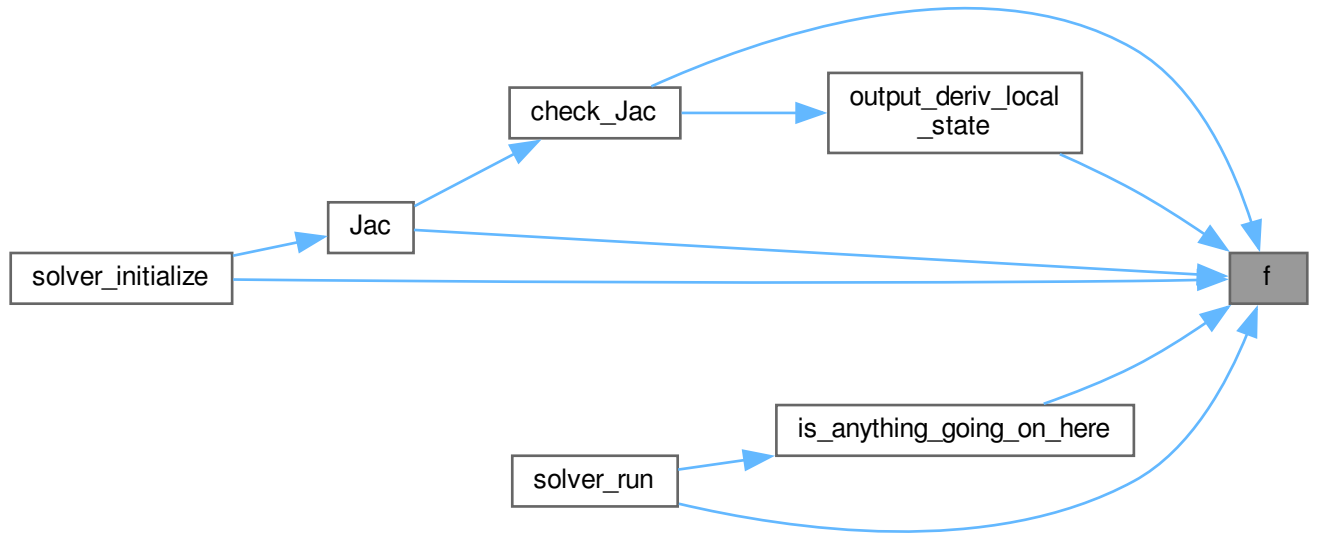 output_deriv_local
_state
check_Jac
Jac
solver_initialize
f
is_anything_going_on_here
solver_run